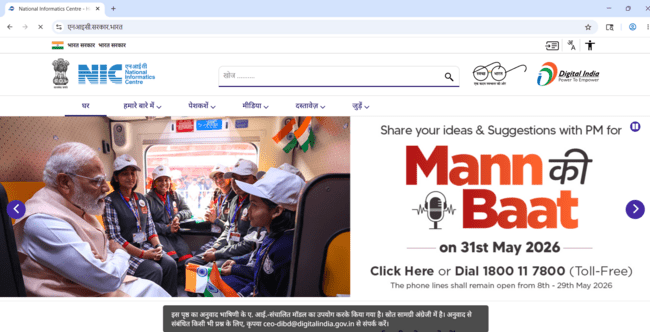 National Informatics Centre - रा
एनआईसी.सरकार.भारत
भारत सरकार भारत सरकार
NIC
एन आई सी
National
Informatics
Centre
खोज ..........
Digital India
Power To Empower
घर
हमारे बारे में
पेशकशें
मीडिया
दस्तावेज़
जुड़ें
Share your ideas & Suggestions with PM for
Mann की
Baat
on 31st May 2026
Click Here or Dial 1800 11 7800 (Toll-Free)
The phone lines shall remain open from 8th - 29th May 2026
इस पृष्ठ का अनुवाद भाषिणी के ए. आई.-संचालित मॉडल का उपयोग करके किया गया है। स्रोत सामग्री अंग्रेजी में है। अनुवाद से
संबंधित किसी भी प्रश्न के लिए, कृपया ceo-dibd@digitalindia.gov.in से संपर्क करें।